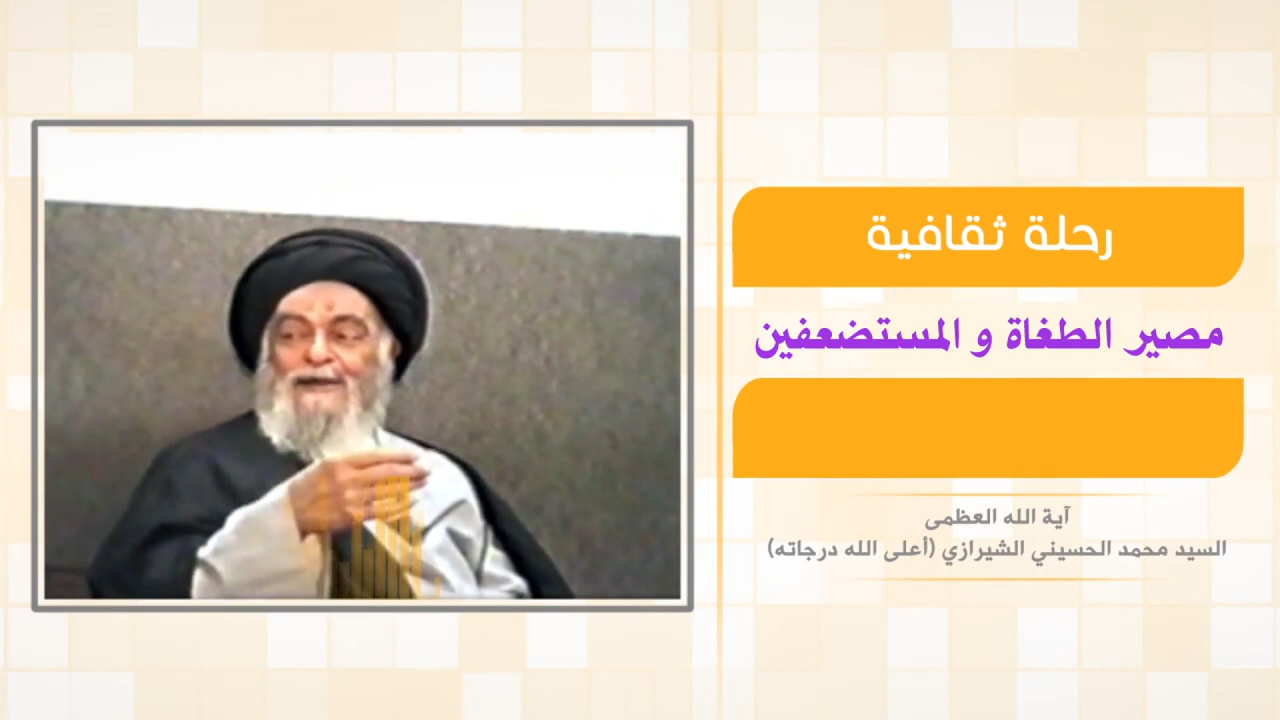 رحلة ثقافية
مصير الطغاة و المستضعفين
آية الله العظمى
السيد محمد الحسيني الشيرازي (أعلى الله درجاته)